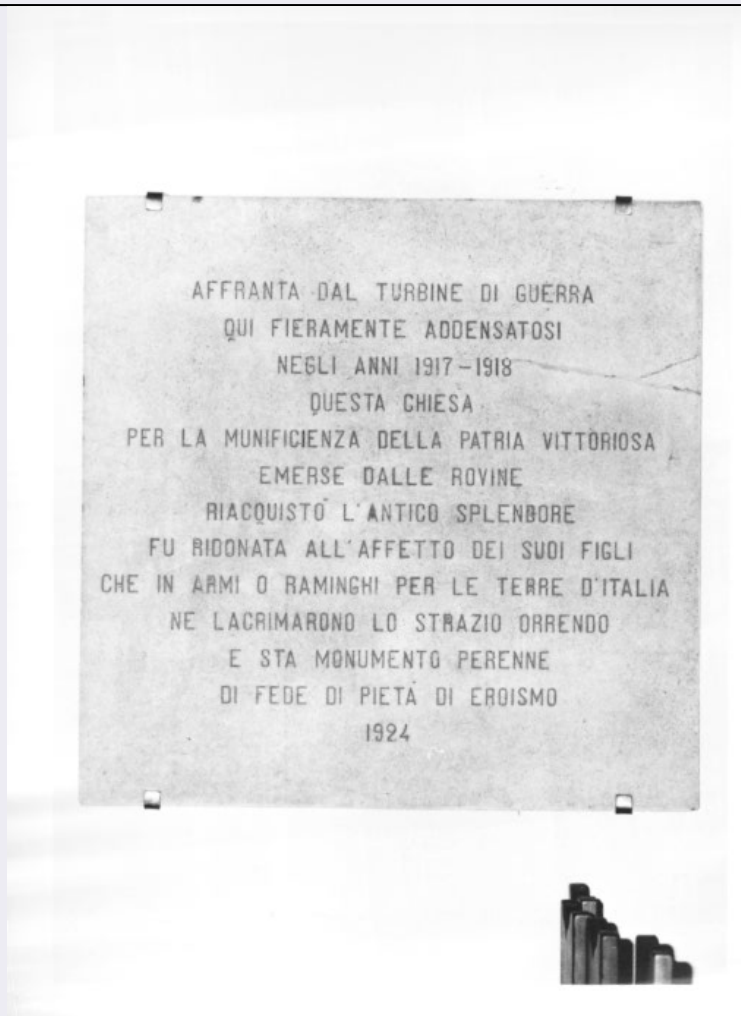 AFFRANTA DAL TURBINE DI GUERRA
QUI FIERAMENTE ADDENSATOSI
NEGLI ANNI 1917-1918
QUESTA CHIESA
PER LA MUNIFICIENZA DELLA PATRIA VITTORIOSA
EMERSE DALLE ROVINE
RIACQUISTÒ L'ANTICO SPLENDORE
FU RIDONATA ALL'AFFETTO DEI SUOI FIGLI
CHE IN ARMI O RAMINGHI PER LE TERRE D'ITALIA
NE LACRIMARONO LO STRAZIO ORRENDO
E STA MONUMENTO PERENNE
DI FEDE DI PIETÀ DI EROISMO
1924